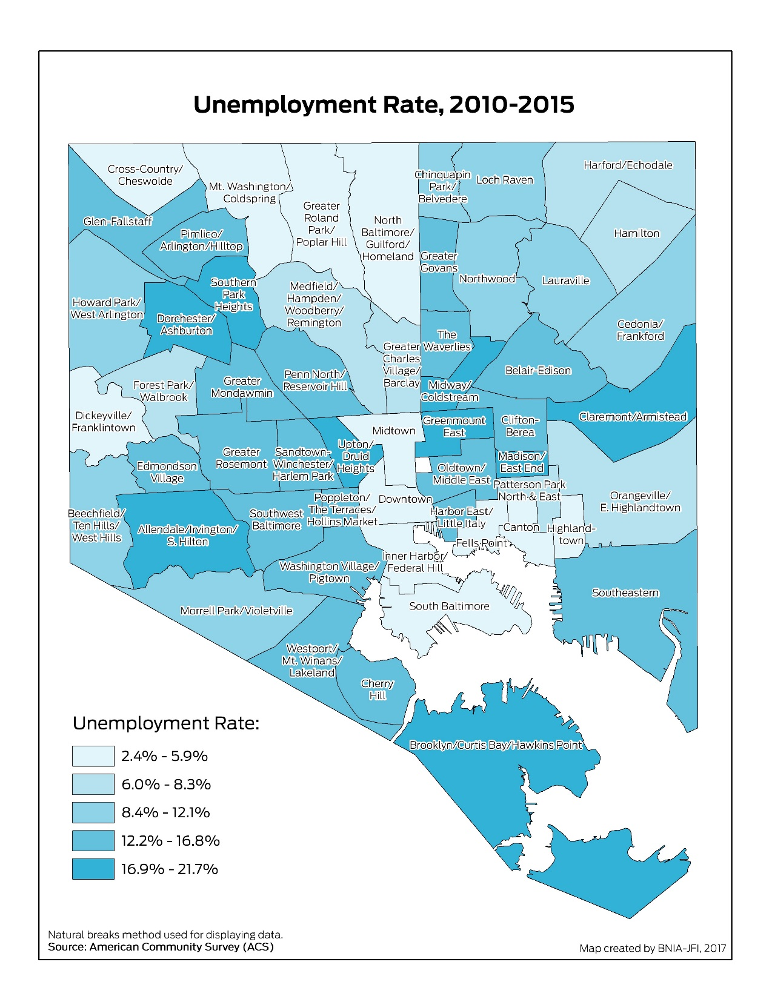 Unemployment Rate, 2010-2015
Cross-Country/
Cheswolde
Mt. Washington/
Coldspring
Greater
Roland
Park/
Poplar Hill
North
Baltimore/
Guilford/
Homeland
Chinquapin
Park/
Belvedere
Loch Raven
Harford/Echodale
Glen-Fallstaff
Pimlico/
Arlington/Hilltop
Hamilton
Greater
Govans
Northwood
Lauraville
Southern
Park
Heights
Medfield/
Hampden/
Woodberry/
Remington
Howard Park/
West Arlington
Dorchester/
Ashburton
Cedonia/
Frankford
The
Waverlies
Greater
Charles
Village/
Barclay
Belair-Edison
Forest Park/
Walbrook
Greater
Mondawmin
Penn North/
Reservoir Hill
Midway/
Coldstream
Dickeyville/
Franklintown
Midtown
Greenmount
East
Clifton-
Berea
Claremont/Armistead
Edmondson
Village
Greater
Rosemont
Sandtown-
Winchester/
Harlem Park
Upton/
Druid
Heights
Oldtown/
Middle East
Madison/
East End
Patterson Park
North & East
Orangeville/
E. Highlandtown
Beechfield/
Ten Hills/
West Hills
Allendale/Irvington/
S. Hilton
Southwest
Baltimore
Poppleton/
The Terraces/
Hollins Market
Downtown
Harbor East/
Little Italy
Canton
Highland-
town
Fells Point
Washington Village/
Pigtown
Inner Harbor/
Federal Hill
Southeastern
Morrell Park/Violetville
South Baltimore
Westport/
Mt. Winans/
Lakeland
Cherry
Hill
Brooklyn/Curtis Bay/Hawkins Point
Unemployment Rate:
2.4% - 5.9%
6.0% - 8.3%
8.4% - 12.1%
12.2% - 16.8%
16.9% - 21.7%
Natural breaks method used for displaying data.
Source: American Community Survey (ACS)
Map created by BNIA-JFI, 2017